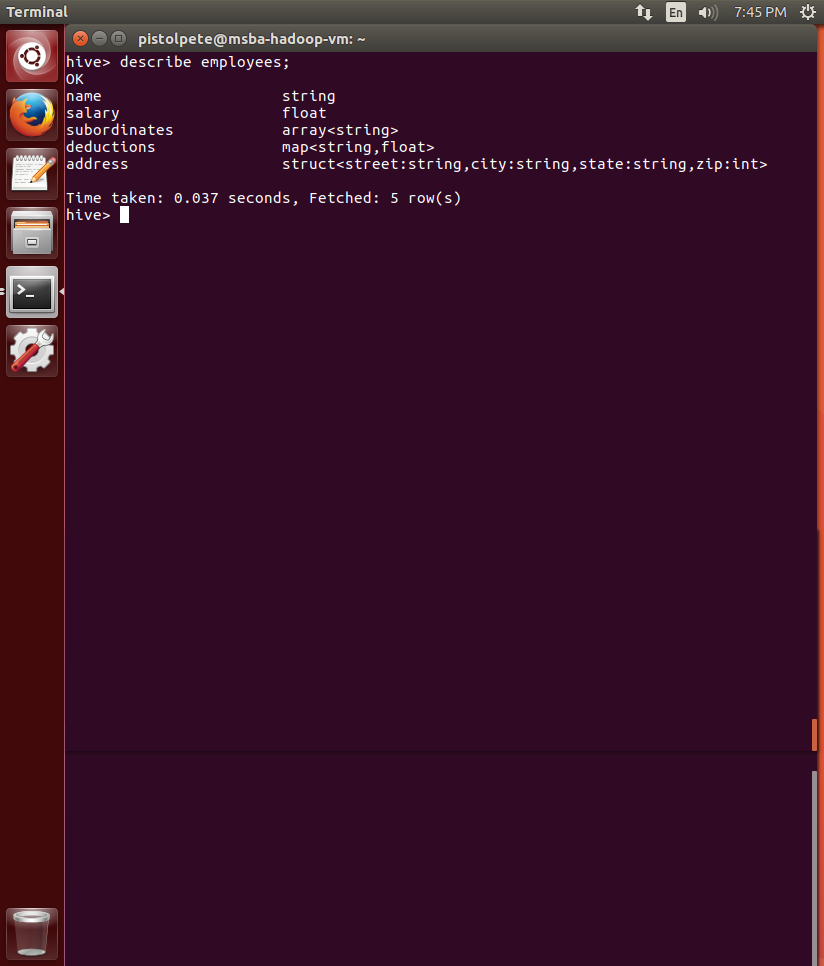 Terminal
En
7:45 PM
pistolpete@msba-hadoop-vm: ~
hive> describe employees;
OK
name string
salary float
subordinates array<string>
deductions map<string,float>
address struct<street:string,city:string,state:string,zip:int>
Time taken: 0.037 seconds, Fetched: 5 row(s)
hive>
>_